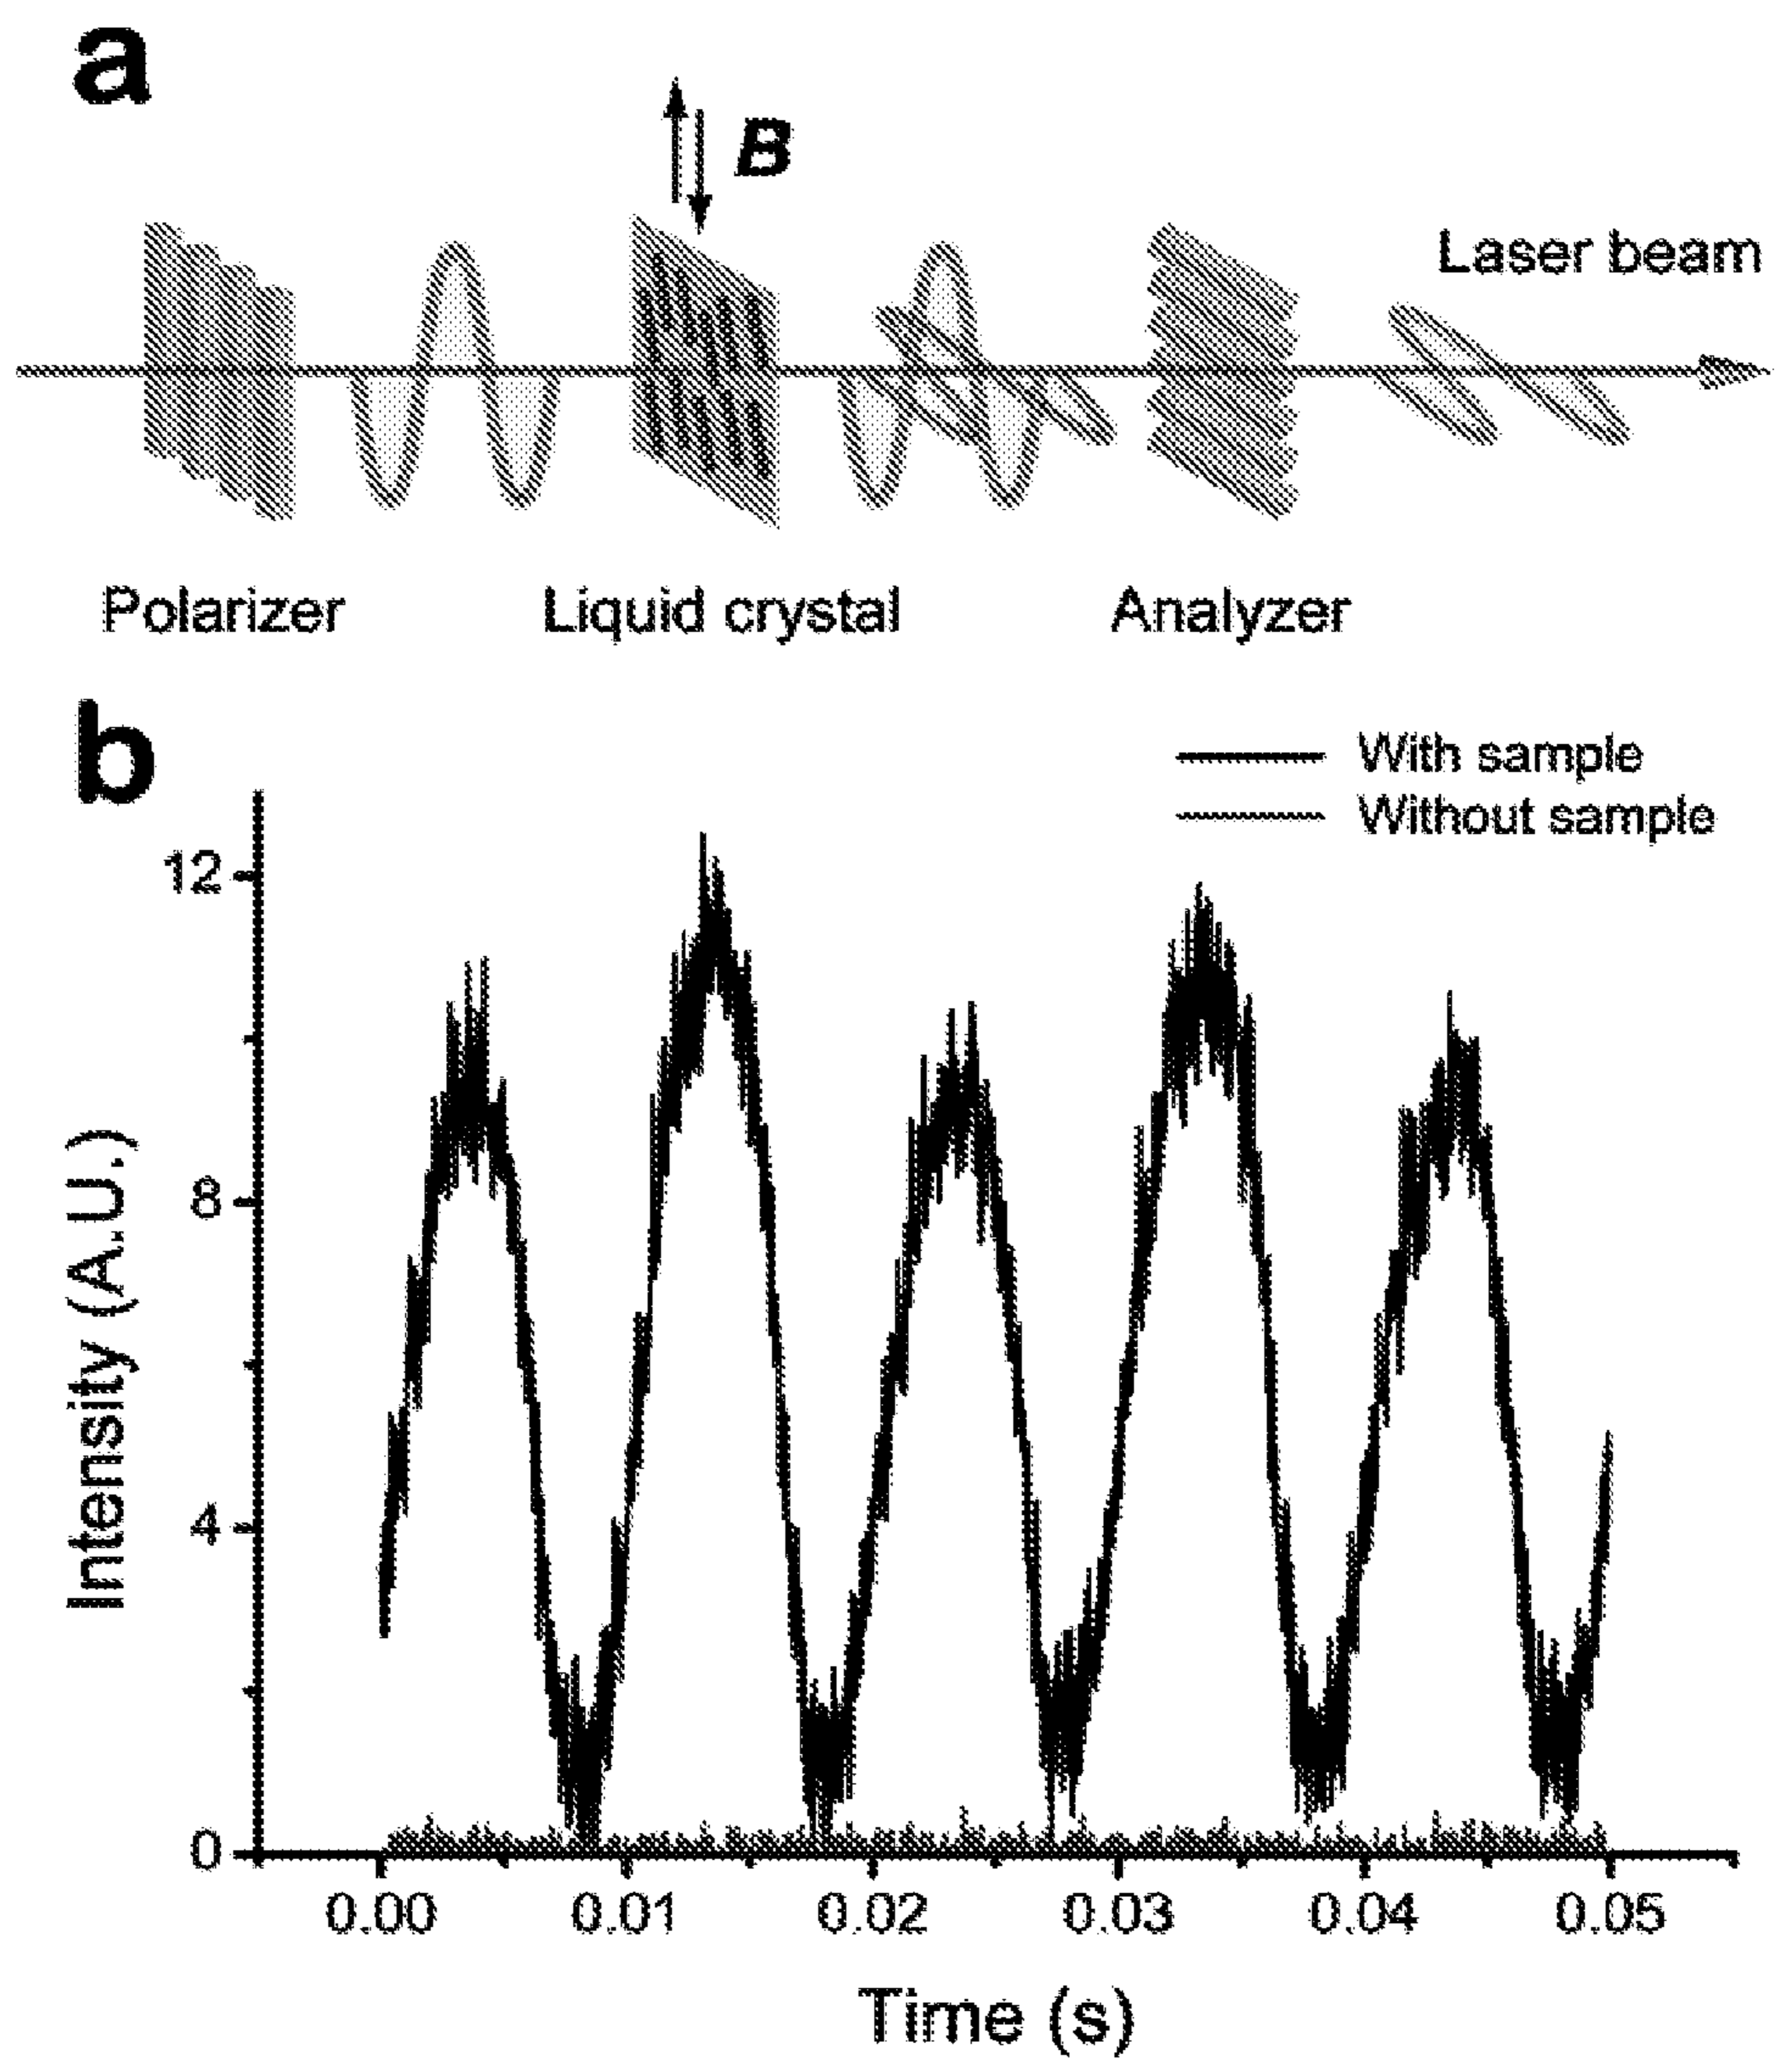 a
B
Laser beam
Polarizer
Liquid crystal
Analyzer
b
With sample
Without sample
12
8
4
0
Intensity (A.U.)
0.00
0.01
0.02
0.03
0.04
0.05
Time (s)